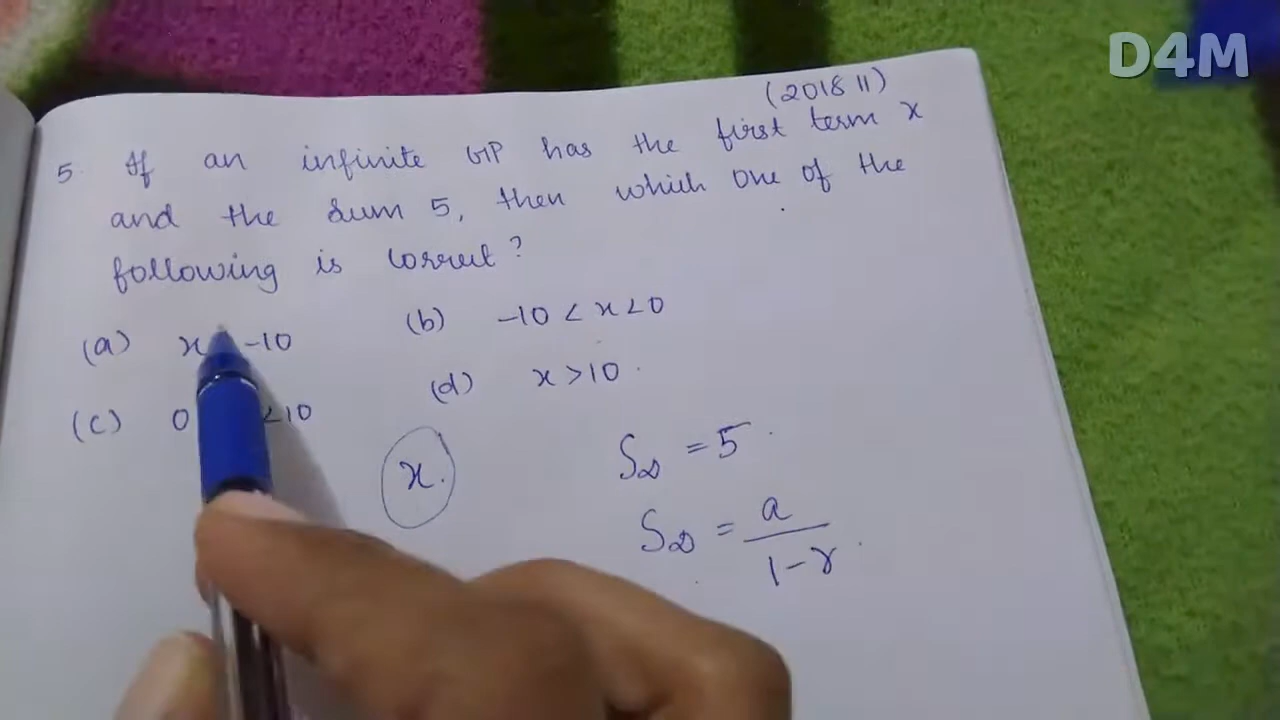 D4M
(2018 II)
5. If an infinite GP has the first term x
and the sum 5, then which one of the
following is correct?
(a) x -10 (b) -10 < x < 0
(c) 0 <10 (d) x > 10.
x.
S∞ = 5.
S∞ = a / 1-r